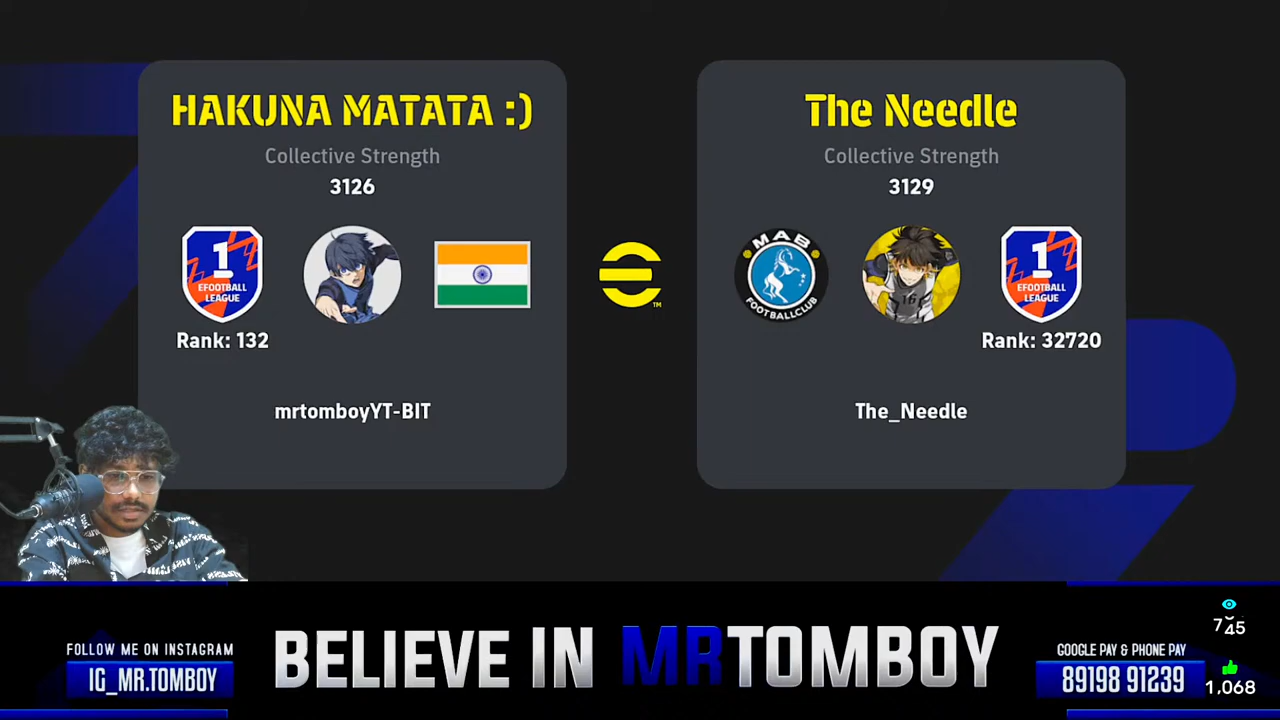 HAKUNA MATATA :)
Collective Strength
3126
1
EFOOTBALL
LEAGUE
Rank: 132
mrtomboyYT-BIT
TM
The Needle
Collective Strength
3129
MAB
FOOTBALLCLUB
16
1
EFOOTBALL
LEAGUE
Rank: 32720
The_Needle
FOLLOW ME ON INSTAGRAM
IG_MR.TOMBOY
BELIEVE IN MRTOMBOY
GOOGLE PAY & PHONE PAY
89198 91239
1,068